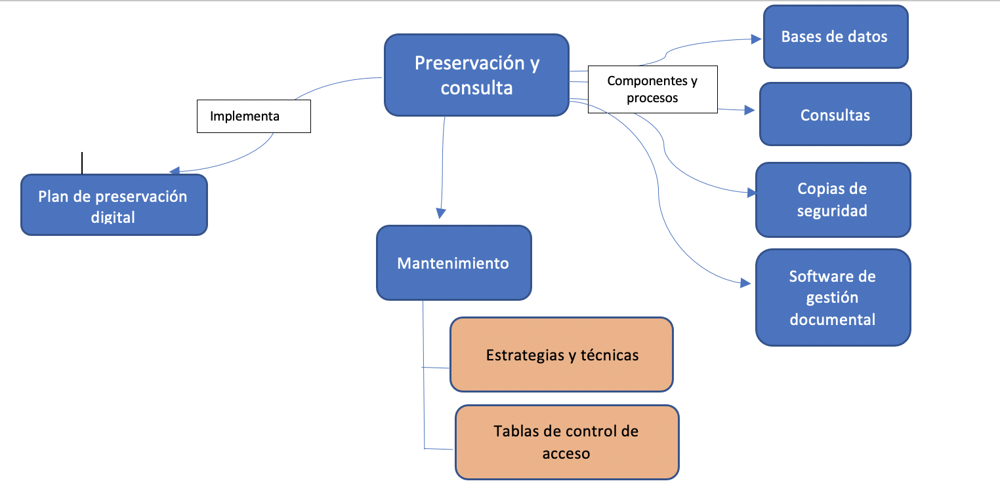 Preservación y
consulta
Implementa
Plan de preservación
digital
Componentes y
procesos
Bases de datos
Consultas
Copias de
seguridad
Software de
gestión
documental
Mantenimiento
Estrategias y técnicas
Tablas de control de
acceso